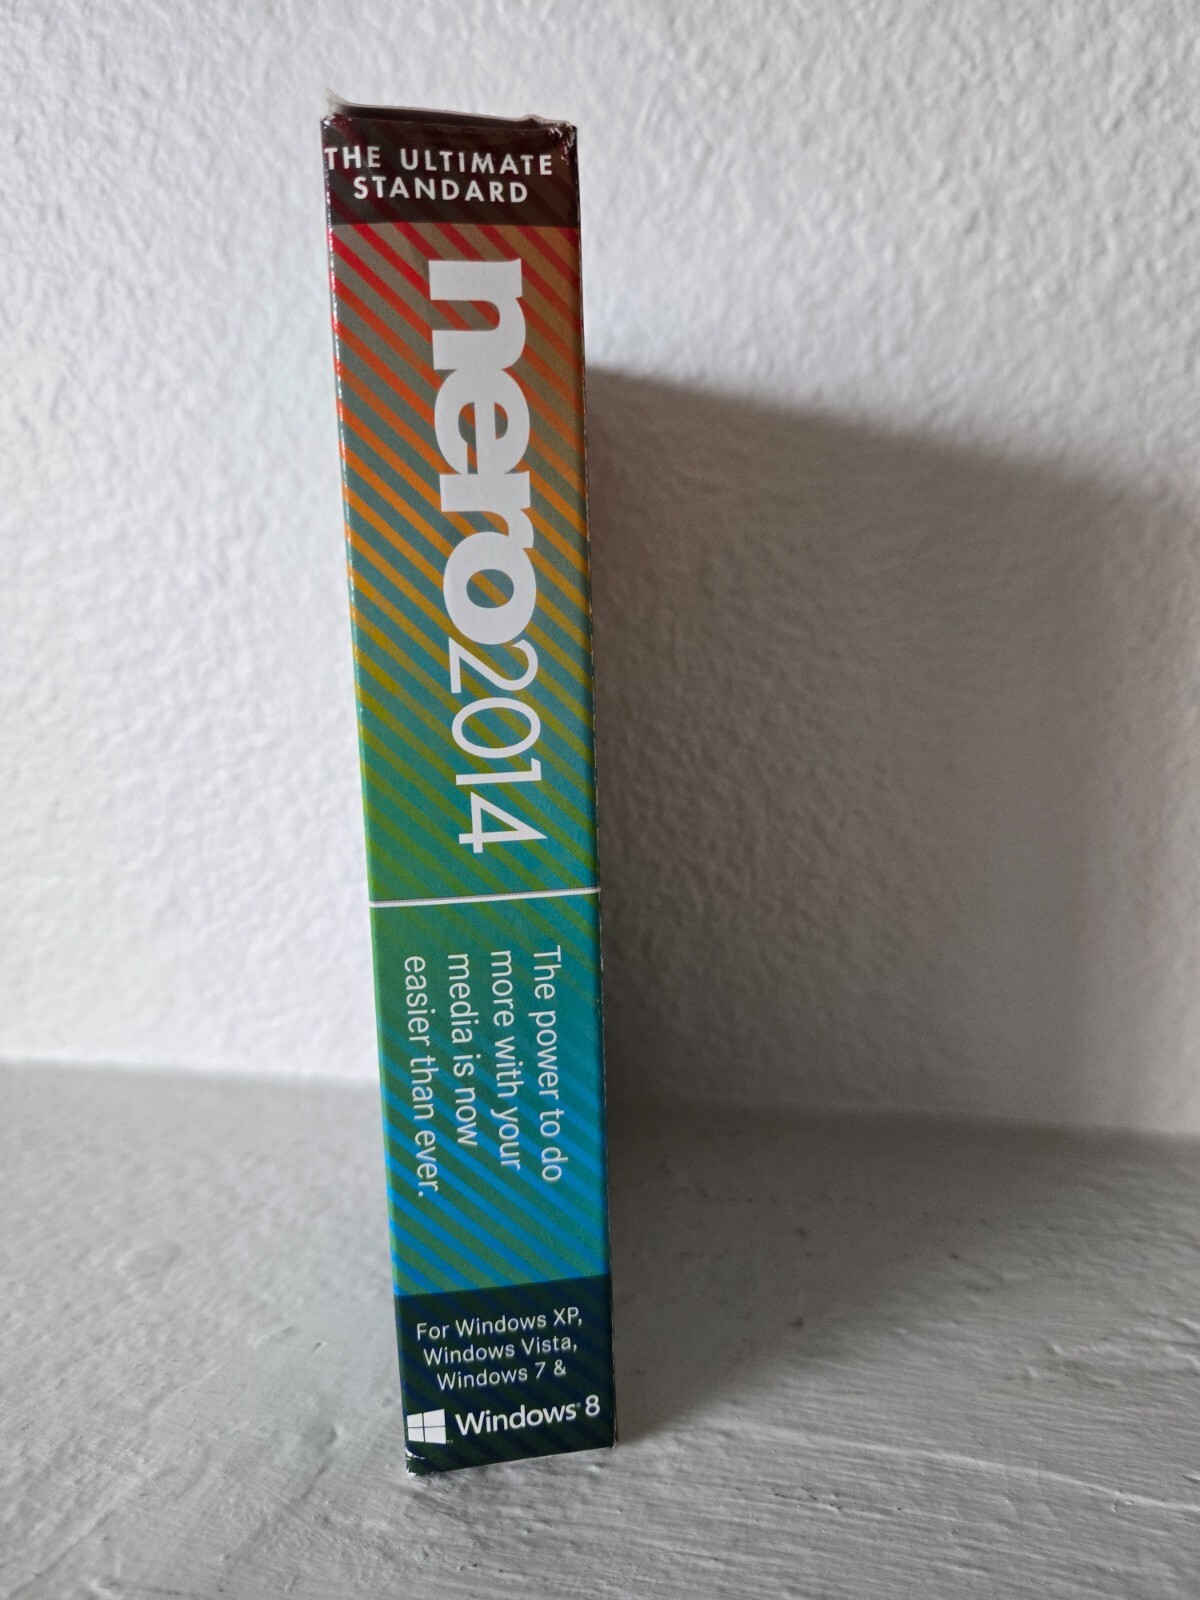 THE ULTIMATE
STANDARD
nero2014
The power to do
more with your
media is now
easier than ever.
For Windows XP,
Windows Vista,
Windows 7 &
Windows 8